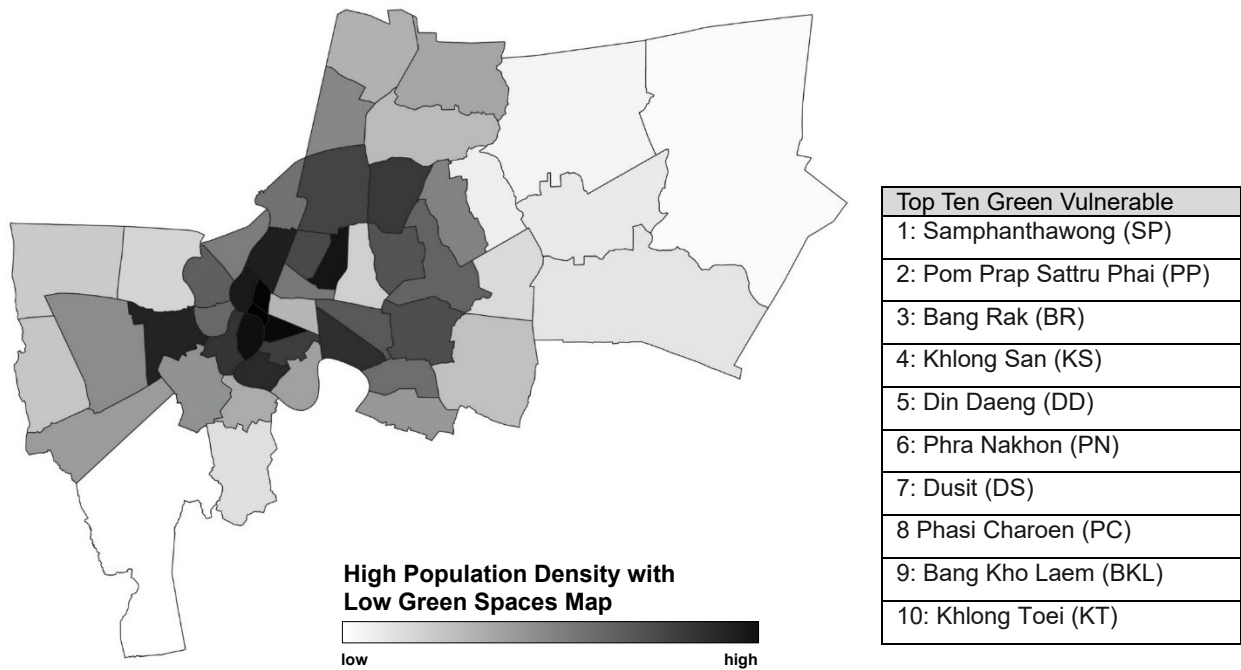 High Population Density with
Low Green Spaces Map
low high
Top Ten Green Vulnerable
1: Samphanthawong (SP)
2: Pom Prap Sattru Phai (PP)
3: Bang Rak (BR)
4: Khlong San (KS)
5: Din Daeng (DD)
6: Phra Nakhon (PN)
7: Dusit (DS)
8 Phasi Charoen (PC)
9: Bang Kho Laem (BKL)
10: Khlong Toei (KT)